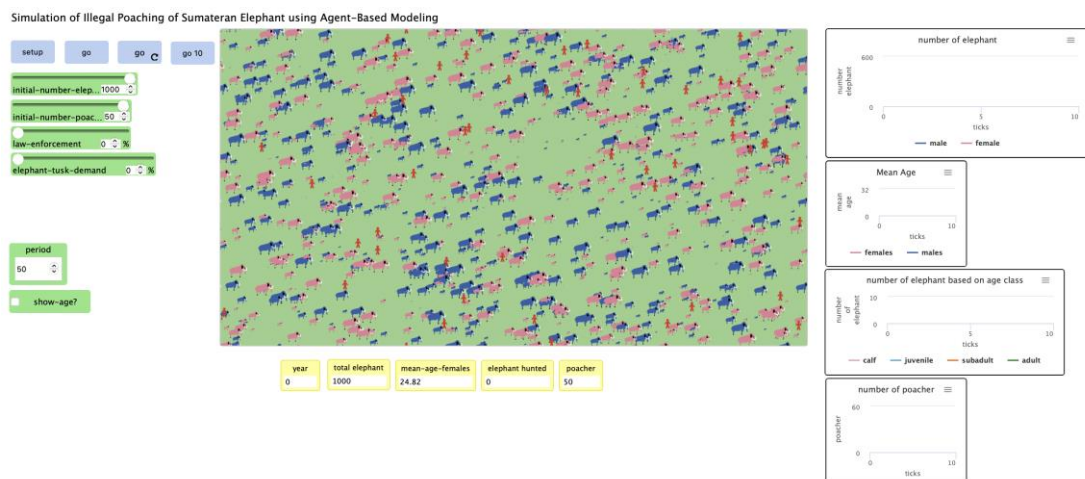 Simulation of Illegal Poaching of Sumateran Elephant using Agent-Based Modeling
setup
go
go
go 10
initial-number-elep... 1000
initial-number-poac... 50
law-enforcement 0 %
elephant-tusk-demand 0 %
period
50
show-age?
year
0
total elephant
1000
mean-age-females
24.82
elephant hunted
0
poacher
50
number of elephant
number
elephant
600
0
0 5 10
ticks
male female
Mean Age
mean
age
32
0
0 10
ticks
females males
number of elephant based on age class
number
of
elephant
10
0
0 5 10
ticks
calf juvenile subadult adult
number of poacher
poacher
60
0
0 10
ticks